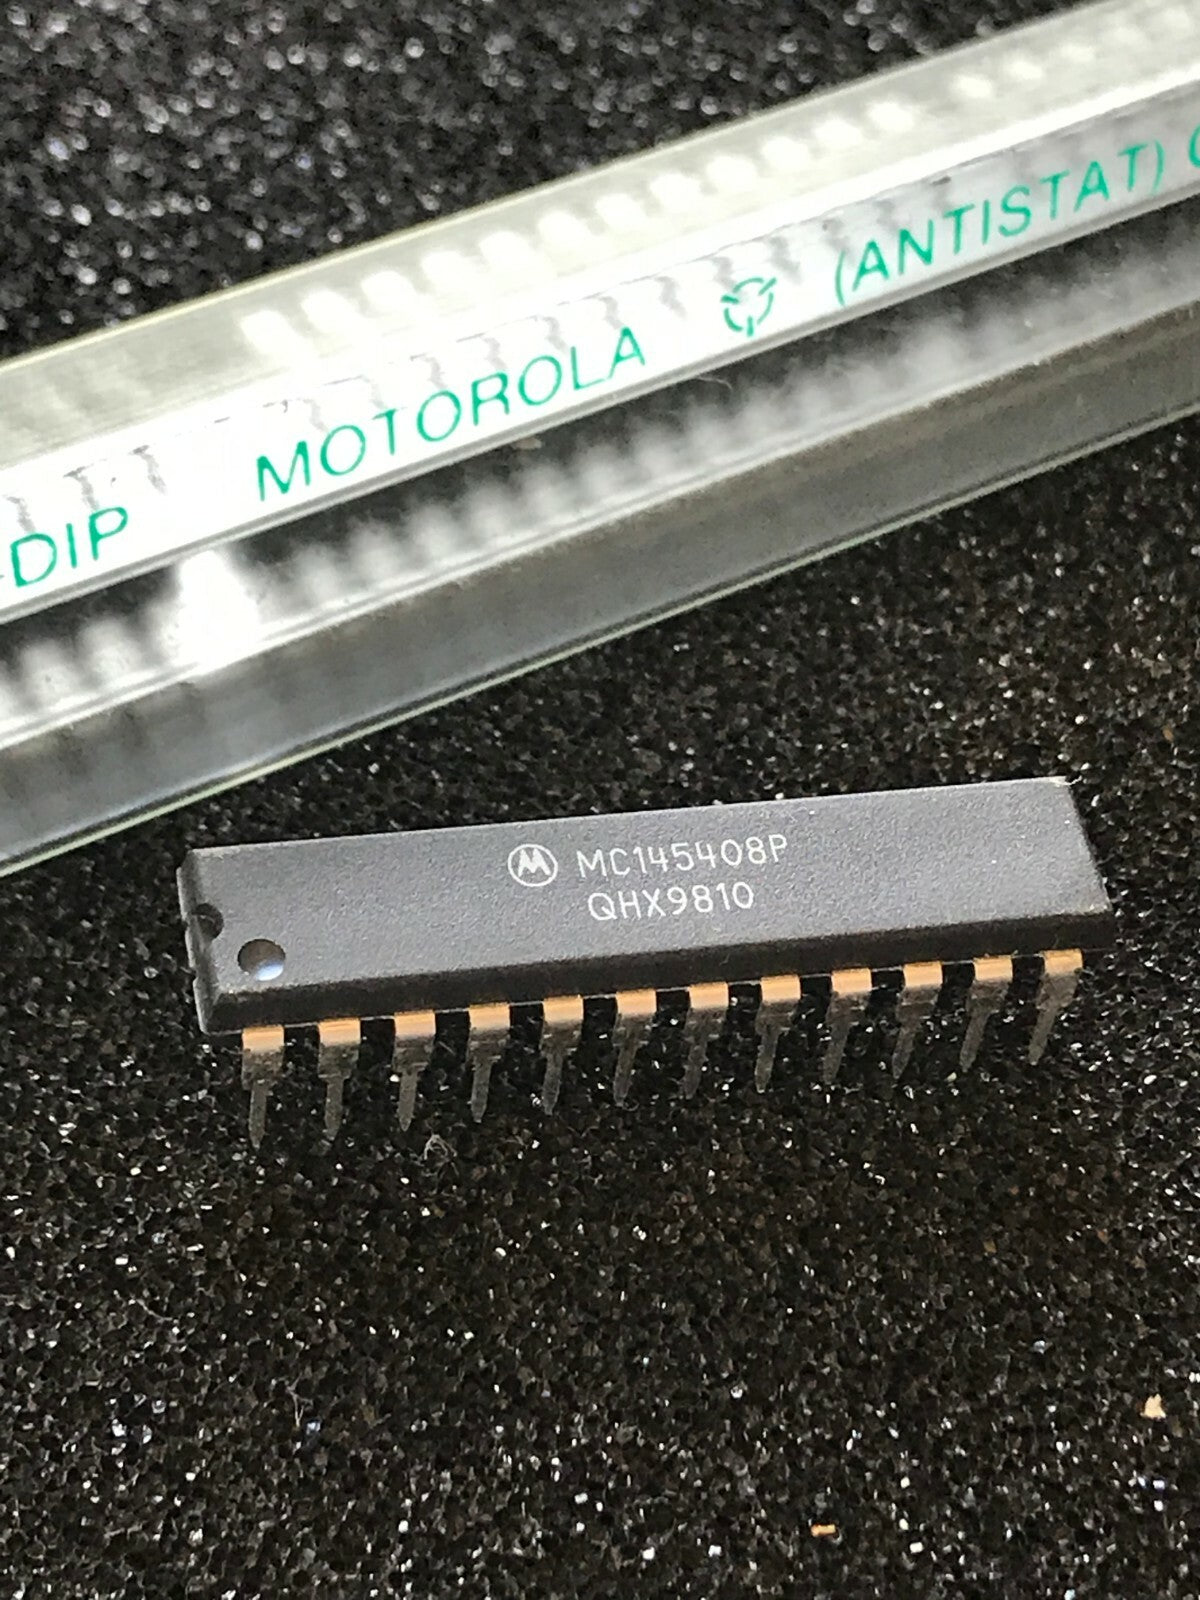 -DIP MOTOROLA (ANTISTAT)
MC145408P
QHX9810